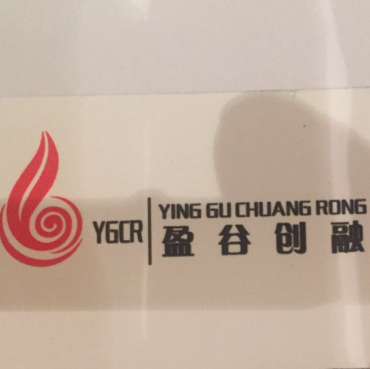 YGCR
YING GU CHUANG RONG
盈谷创融